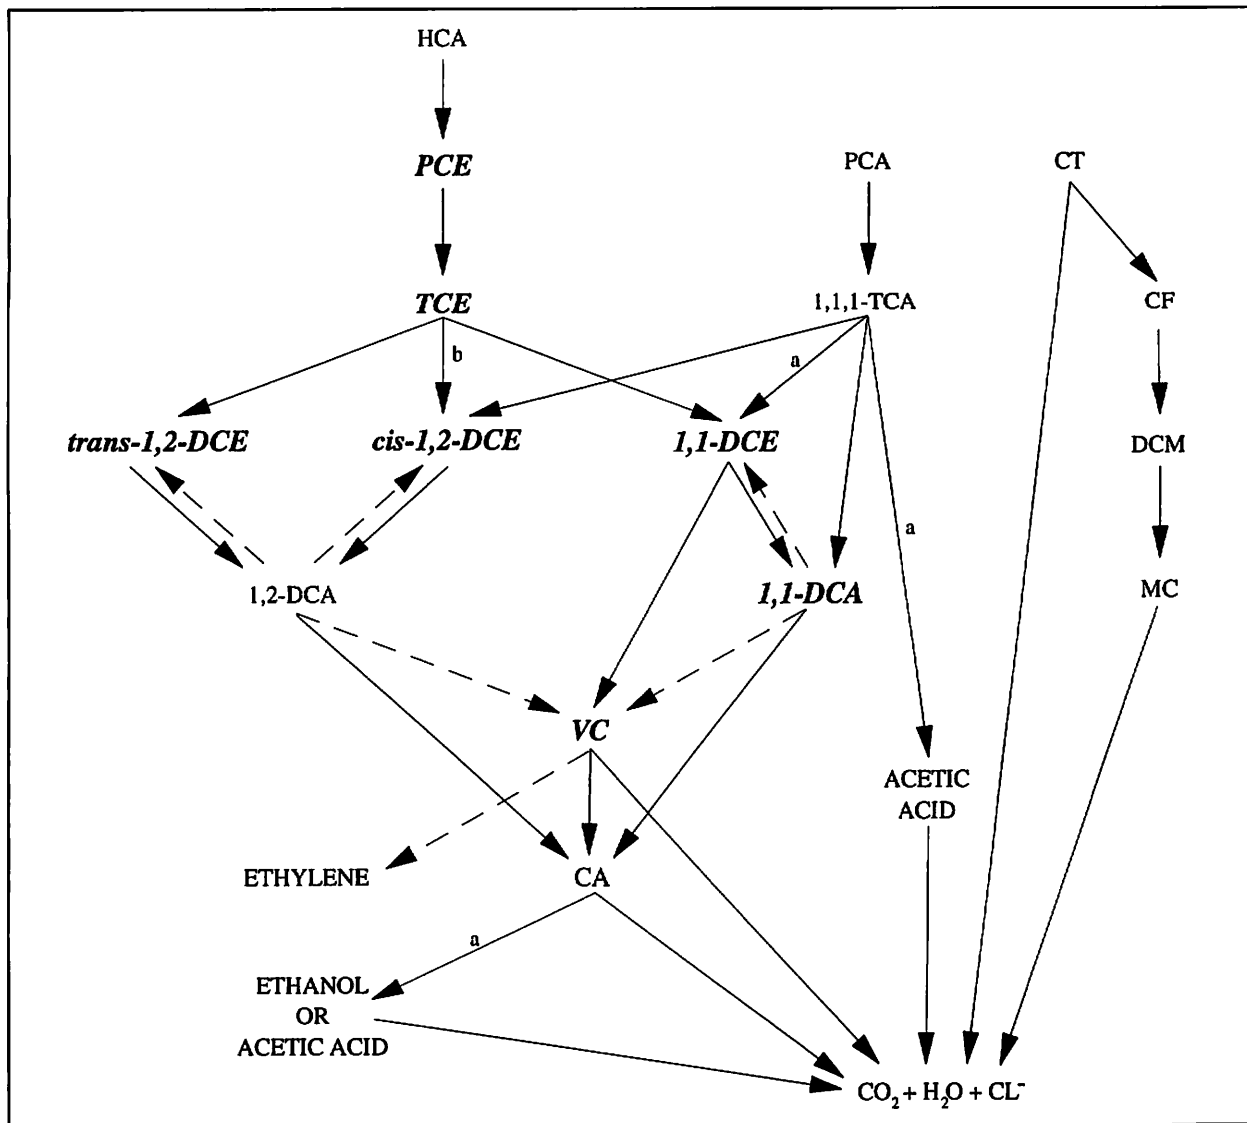 HCA
PCE
PCA
CT
TCE
1,1,1-TCA
CF
b
a
trans-1,2-DCE
cis-1,2-DCE
1,1-DCE
DCM
a
1,2-DCA
1,1-DCA
MC
VC
ACETIC
ACID
ETHYLENE
CA
a
ETHANOL
OR
ACETIC ACID
CO₂ + H₂O + CL⁻